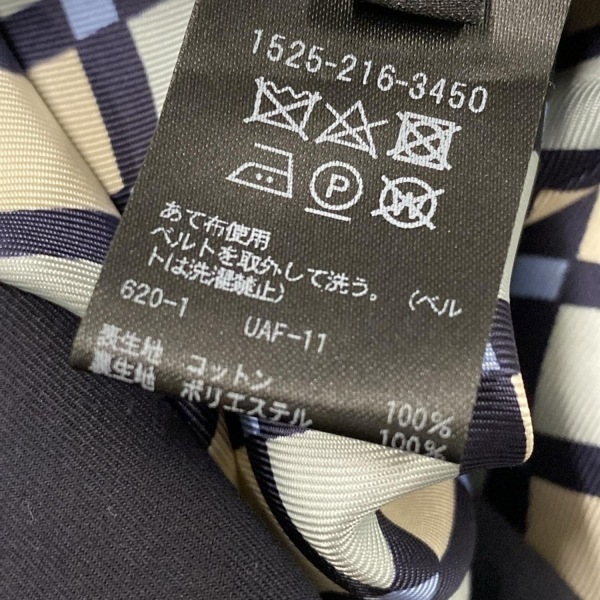 1525-216-3450
P
W
あて布使用
ベルトを取外して洗う。(ベル
トは洗濯禁止)
620-1 UAF-11
表生地 コットン 100%
裏生地 ポリエステル 100%